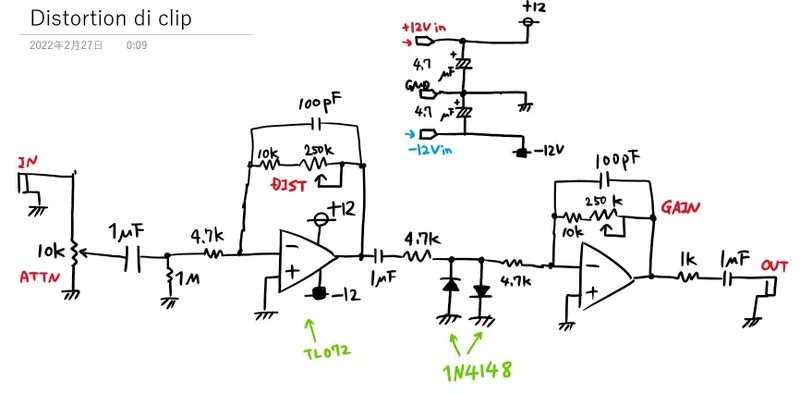 Distortion di clip
2022年2月27日 0:09
+12
+12Vin
4.7
+
μF
GND
4.7
+
μF
-12Vin
-12V
100pF
10k
250k
DIST
IN
10k
ATTN
1μF
1M
4.7k
+12
-
+
-12
TL072
1μF
4.7k
1N4148
4.7k
100pF
250k
10k
GAIN
-
+
1k
1μF
OUT